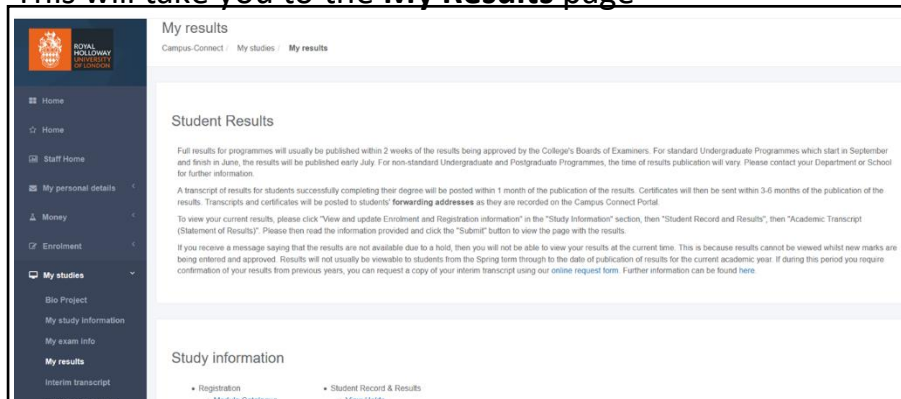 This will take you to the My Results page
ROYAL
HOLLOWAY
UNIVERSITY
OF LONDON
My results
Campus-Connect / My studies / My results
Home
Home
Staff Home
My personal details
Money
Enrolment
My studies
Bio Project
My study information
My exam info
My results
Interim transcript
Student Results
Full results for programmes will usually be published within 2 weeks of the results being approved by the College's Boards of Examiners. For standard Undergraduate Programmes which start in September
and finish in June, the results will be published early July. For non-standard Undergraduate and Postgraduate Programmes, the time of results publication will vary. Please contact your Department or School
for further information.
A transcript of results for students successfully completing their degree will be posted within 1 month of the publication of the results. Certificates will then be sent within 3-6 months of the publication of
results. Transcripts and certificates will be posted to students' forwarding addresses as they are recorded on the Campus Connect Portal.
To view your current results, please click "View and update Enrolment and Registration information" in the "Study Information" section, then "Student Record and Results", then "Academic Transcript
(Statement of Results)". Please then read the information provided and click the "Submit" button to view the page with the results.
If you receive a message saying that the results are not available due to a hold, then you will not be able to view your results at the current time. This is because results cannot be viewed whilst new marks are
being entered and approved. Results will not usually be viewable to students from the Spring term through to the date of publication of results for the current academic year. If during this period you require
confirmation of your results from previous years, you can request a copy of your interim transcript using our online request form. Further information can be found here.
Study information
Registration
Student Record & Results